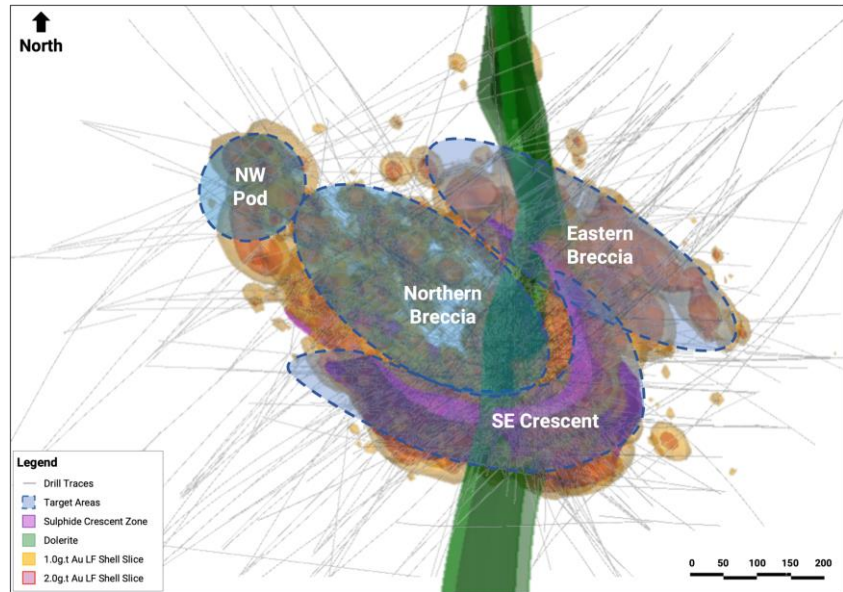 North
NW
Pod
Eastern
Breccia
Northern
Breccia
SE Crescent
Legend
Drill Traces
Target Areas
Sulphide Crescent Zone
Dolerite
1.0g.t Au LF Shell Slice
2.0g.t Au LF Shell Slice
0 50 100 150 200